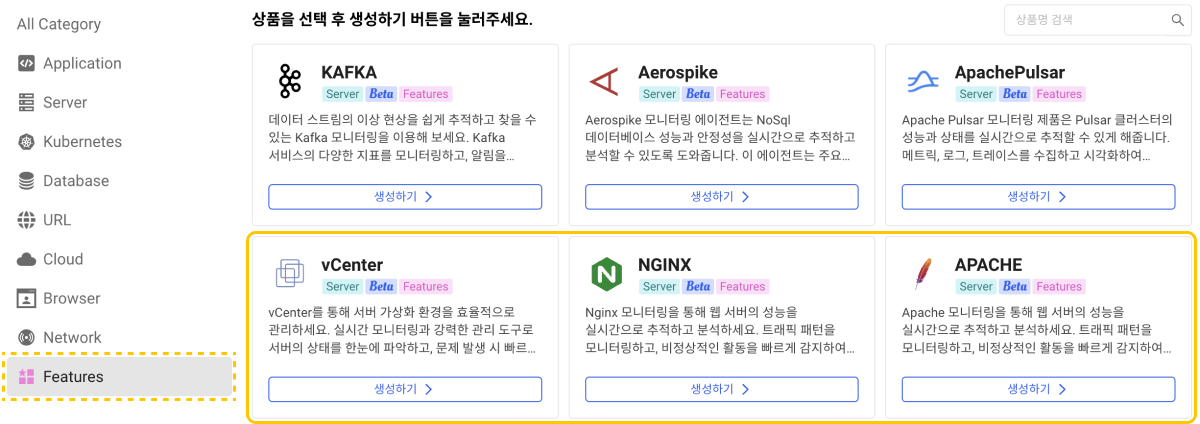 All Category
Application
Server
Kubernetes
Database
URL
Cloud
Browser
Network
Features
상품을 선택 후 생성하기 버튼을 눌러주세요.
상품명 검색
KAFKA
Server Beta Features
데이터 스트림의 이상 현상을 쉽게 추적하고 찾을 수
있는 Kafka 모니터링을 이용해 보세요. Kafka
서비스의 다양한 지표를 모니터링하고, 알림을…
생성하기
Aerospike
Server Beta Features
Aerospike 모니터링 에이전트는 NoSql
데이터베이스 성능과 안정성을 실시간으로 추적하고
분석할 수 있도록 도와줍니다. 이 에이전트는 주요…
생성하기
ApachePulsar
Server Beta Features
Apache Pulsar 모니터링 제품은 Pulsar 클러스터의
성능과 상태를 실시간으로 추적할 수 있게 해줍니다.
메트릭, 로그, 트레이스를 수집하고 시각화하여…
생성하기
vCenter
Server Beta Features
vCenter를 통해 서버 가상화 환경을 효율적으로
관리하세요. 실시간 모니터링과 강력한 관리 도구로
서버의 상태를 한눈에 파악하고, 문제 발생 시 빠르…
생성하기
NGINX
Server Beta Features
Nginx 모니터링을 통해 웹 서버의 성능을
실시간으로 추적하고 분석하세요. 트래픽 패턴을
모니터링하고, 비정상적인 활동을 빠르게 감지하여…
생성하기
APACHE
Server Beta Features
Apache 모니터링을 통해 웹 서버의 성능을
실시간으로 추적하고 분석하세요. 트래픽 패턴을
모니터링하고, 비정상적인 활동을 빠르게 감지하여…
생성하기